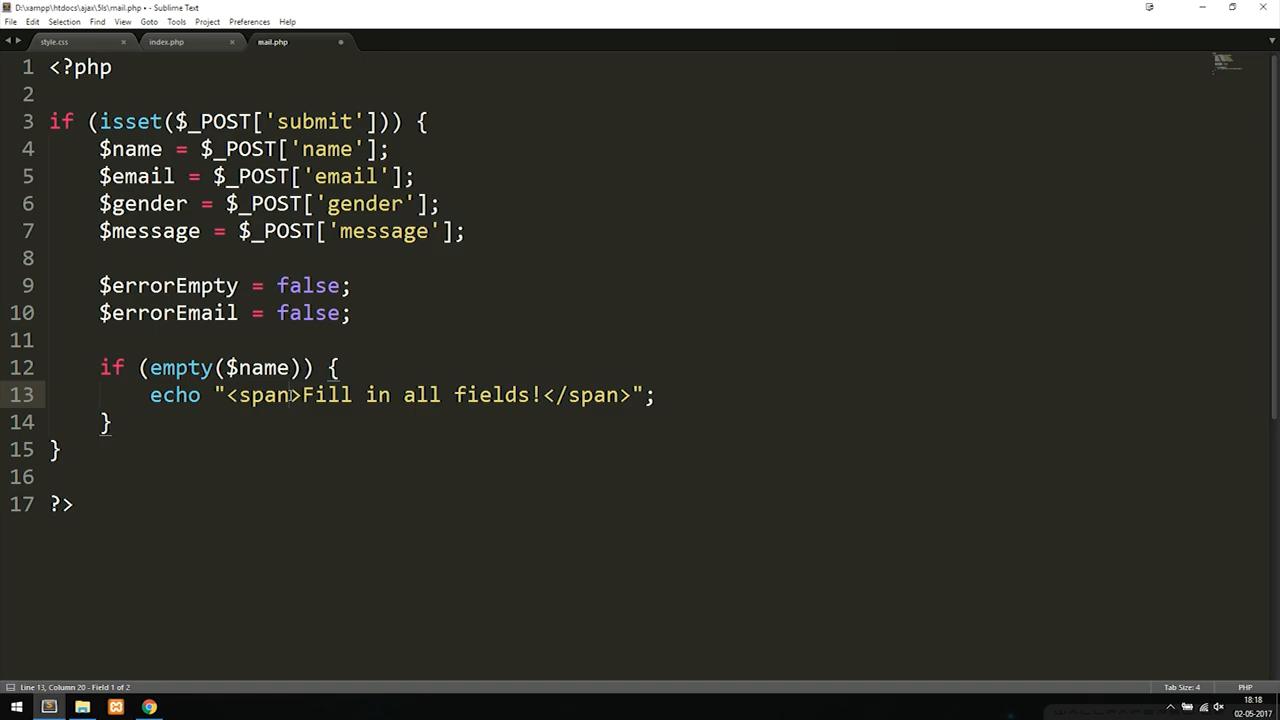 D:\xampp\htdocs\ajax\5ls\mail.php • - Sublime Text
File Edit Selection Find View Goto Tools Project Preferences Help
style.css × index.php × mail.php
1 <?php
2
3 if (isset($_POST['submit'])) {
4 $name = $_POST['name'];
5 $email = $_POST['email'];
6 $gender = $_POST['gender'];
7 $message = $_POST['message'];
8
9 $errorEmpty = false;
10 $errorEmail = false;
11
12 if (empty($name)) {
13 echo "<span>Fill in all fields!</span>";
14 }
15 }
16
17 ?>
Line 13, Column 20 - Field 1 of 2
Tab Size: 4 PHP
18:18
02-05-2017